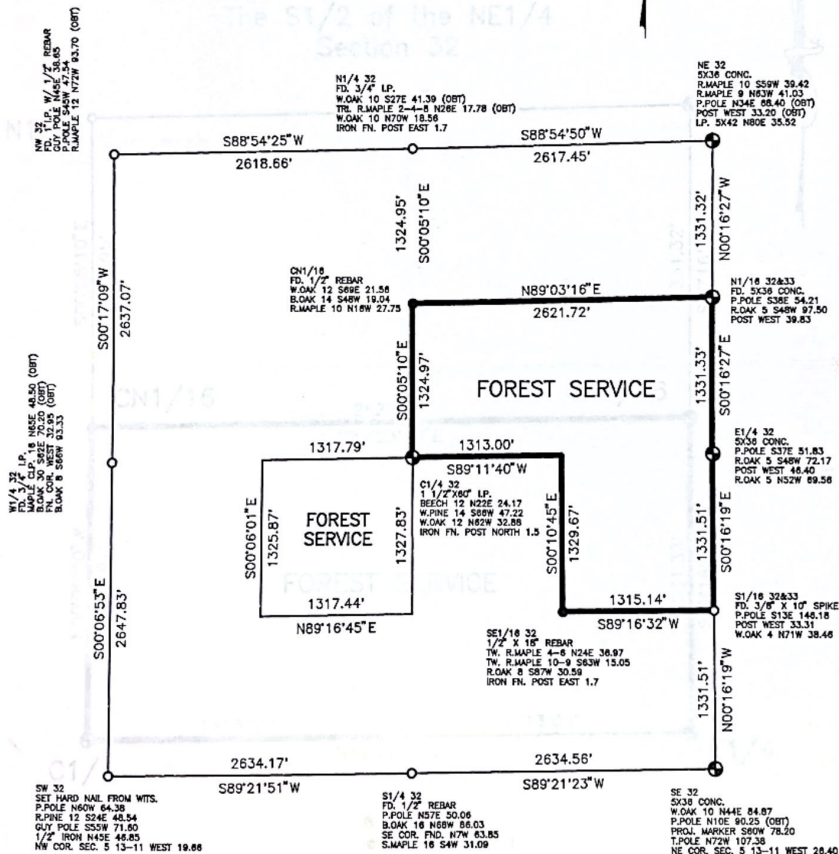 The S1/2 of the NE1/4
Section 32
NW 32
FD. 1" I.P. W/ 1/2" REBAR
GUY POLE N45E 38.65
P.POLE S45W 47.54
R.MAPLE 12 N72W 93.70 (OBT)
N1/4 32
FD. 3/4" I.P.
W.OAK 10 S27E 41.39 (OBT)
TRI. R.MAPLE 2-4-8 N26E 17.78 (OBT)
W.OAK 10 N70W 18.56
IRON FN. POST EAST 1.7
NE 32
5X36 CONC.
R.MAPLE 10 S59W 39.42
R.MAPLE 9 N63W 41.03
P.POLE N34E 68.40 (OBT)
POST WEST 33.20 (OBT)
I.P. 5X42 N80E 35.52
S88°54'25"W
2618.66'
S88°54'50"W
2617.45'
S00°17'09"W
2637.07'
1324.95'
S00°05'10"E
1331.32'
N00°16'27"W
CN1/16
FD. 1/2" REBAR
W.OAK 12 S69E 21.56
B.OAK 14 S48W 19.04
R.MAPLE 10 N16W 27.75
N89°03'16"E
2621.72'
N1/16 32&33
FD. 5X36 CONC.
P.POLE S38E 54.21
R.OAK 5 S48W 97.50
POST WEST 39.83
CN1/16
S00°05'10"E
1324.97'
FOREST SERVICE
1331.33'
S00°16'27"E
W1/4 32
FD. 3/4" I.P.
MAPLE CLP. 16 N65E 48.50 (OBT)
B.OAK 30 S82E 70.20 (OBT)
FN. COR. WEST 32.95 (OBT)
B.OAK 8 S66W 93.33
E1/4 32
5X36 CONC.
P.POLE S37E 51.83
R.OAK 5 S48W 72.17
POST WEST 46.40
R.OAK 5 N52W 69.56
1317.79'
1313.00'
S89°11'40"W
C1/4 32
1 1/2"X60" I.P.
BEECH 12 N22E 24.17
W.PINE 14 S66W 47.22
W.OAK 12 N62W 32.88
IRON FN. POST NORTH 1.5
S00°06'01"E
1325.87'
FOREST
SERVICE
1327.83'
S00°10'45"E
1329.67'
1331.51'
S00°16'19"E
S00°06'53"E
2647.83'
1317.44'
N89°16'45"E
1315.14'
S89°16'32"W
S1/16 32&33
FD. 3/8" X 10" SPIKE
P.POLE S13E 146.18
POST WEST 33.31
W.OAK 4 N71W 38.46
SE1/16 32
1/2" X 18" REBAR
TW. R.MAPLE 4-6 N24E 36.97
TW. R.MAPLE 10-9 S63W 15.05
R.OAK 8 S87W 30.59
IRON FN. POST EAST 1.7
1331.51'
N00°16'19"W
2634.17'
S89°21'51"W
2634.56'
S89°21'23"W
SW 32
SET HARD NAIL FROM WITS.
P.POLE N60W 64.38
R.PINE 12 S24E 48.54
GUY POLE S55W 71.60
1/2" IRON N45E 46.85
NW COR. SEC. 5 13-11 WEST 19.66
S1/4 32
FD. 1/2" REBAR
P.POLE N57E 50.06
B.OAK 16 N68W 86.03
SE COR. FND. N7W 63.85
S.MAPLE 16 S4W 31.09
SE 32
5X38 CONC.
W.OAK 10 N44E 84.87
P.POLE N10E 90.25 (OBT)
PROJ. MARKER S60W 78.20
T.POLE N72W 107.38
NE COR. SEC. 5 13-11 WEST 26.40